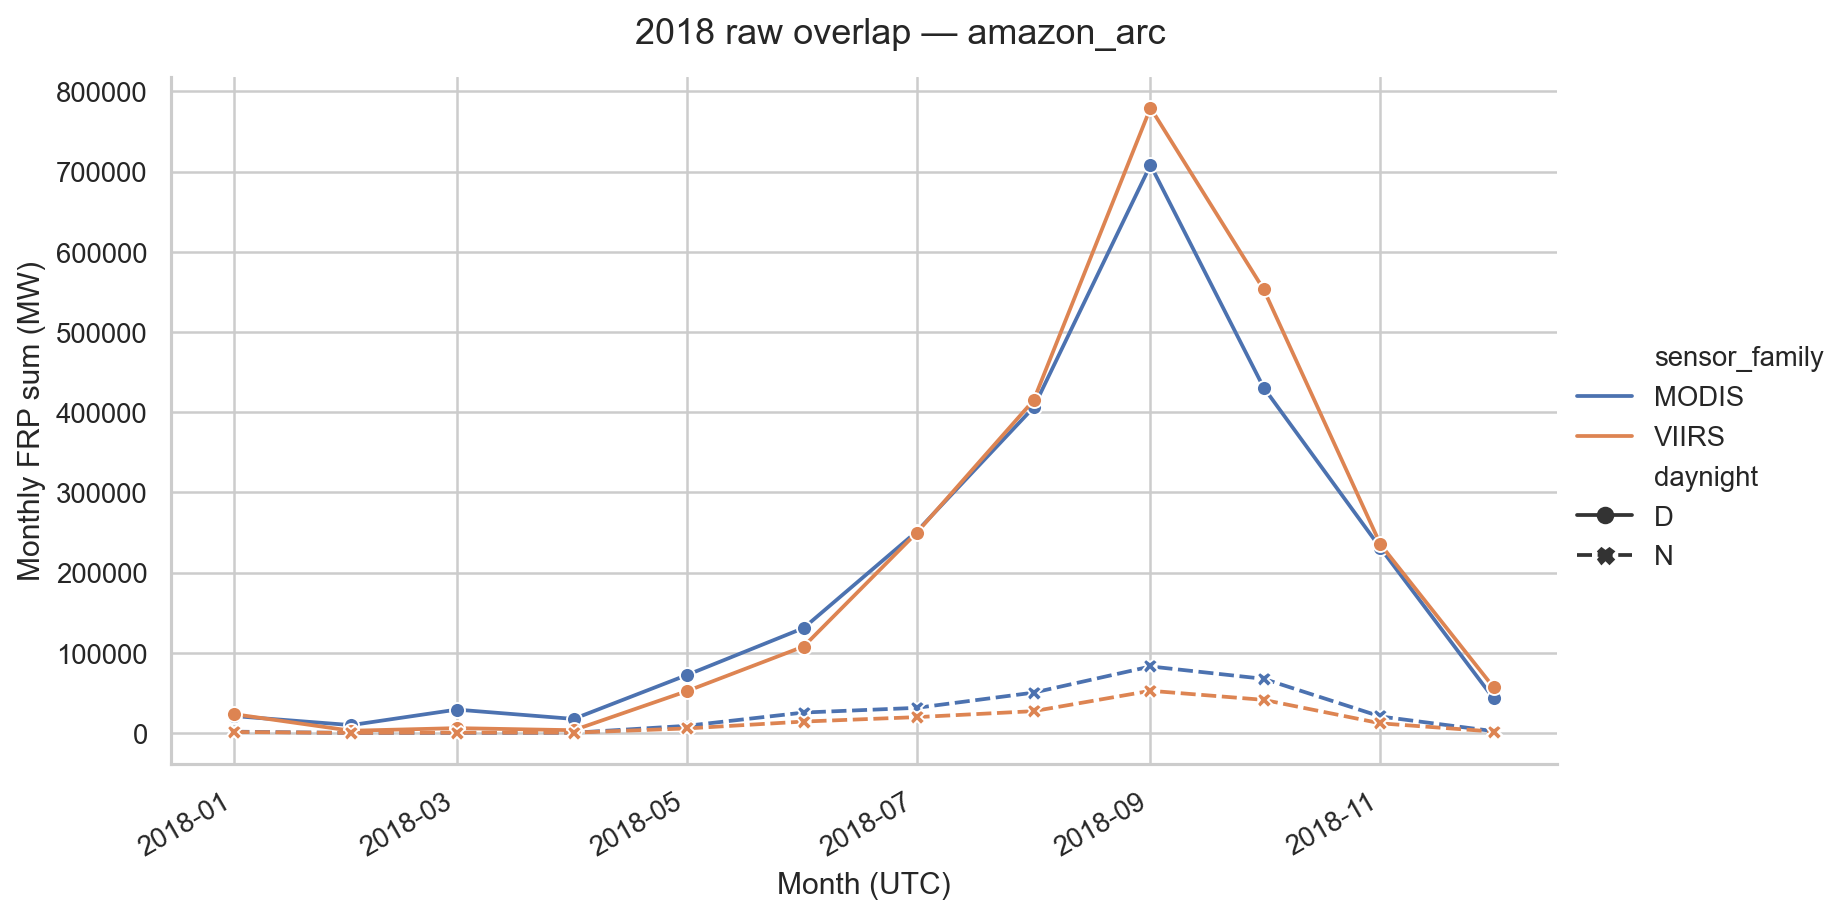 2018 raw overlap — amazon_arc
Monthly FRP sum (MW)
800000
700000
600000
500000
400000
300000
200000
100000
0
2018-01
2018-03
2018-05
2018-07
2018-09
2018-11
Month (UTC)
sensor_family
MODIS
VIIRS
daynight
D
N